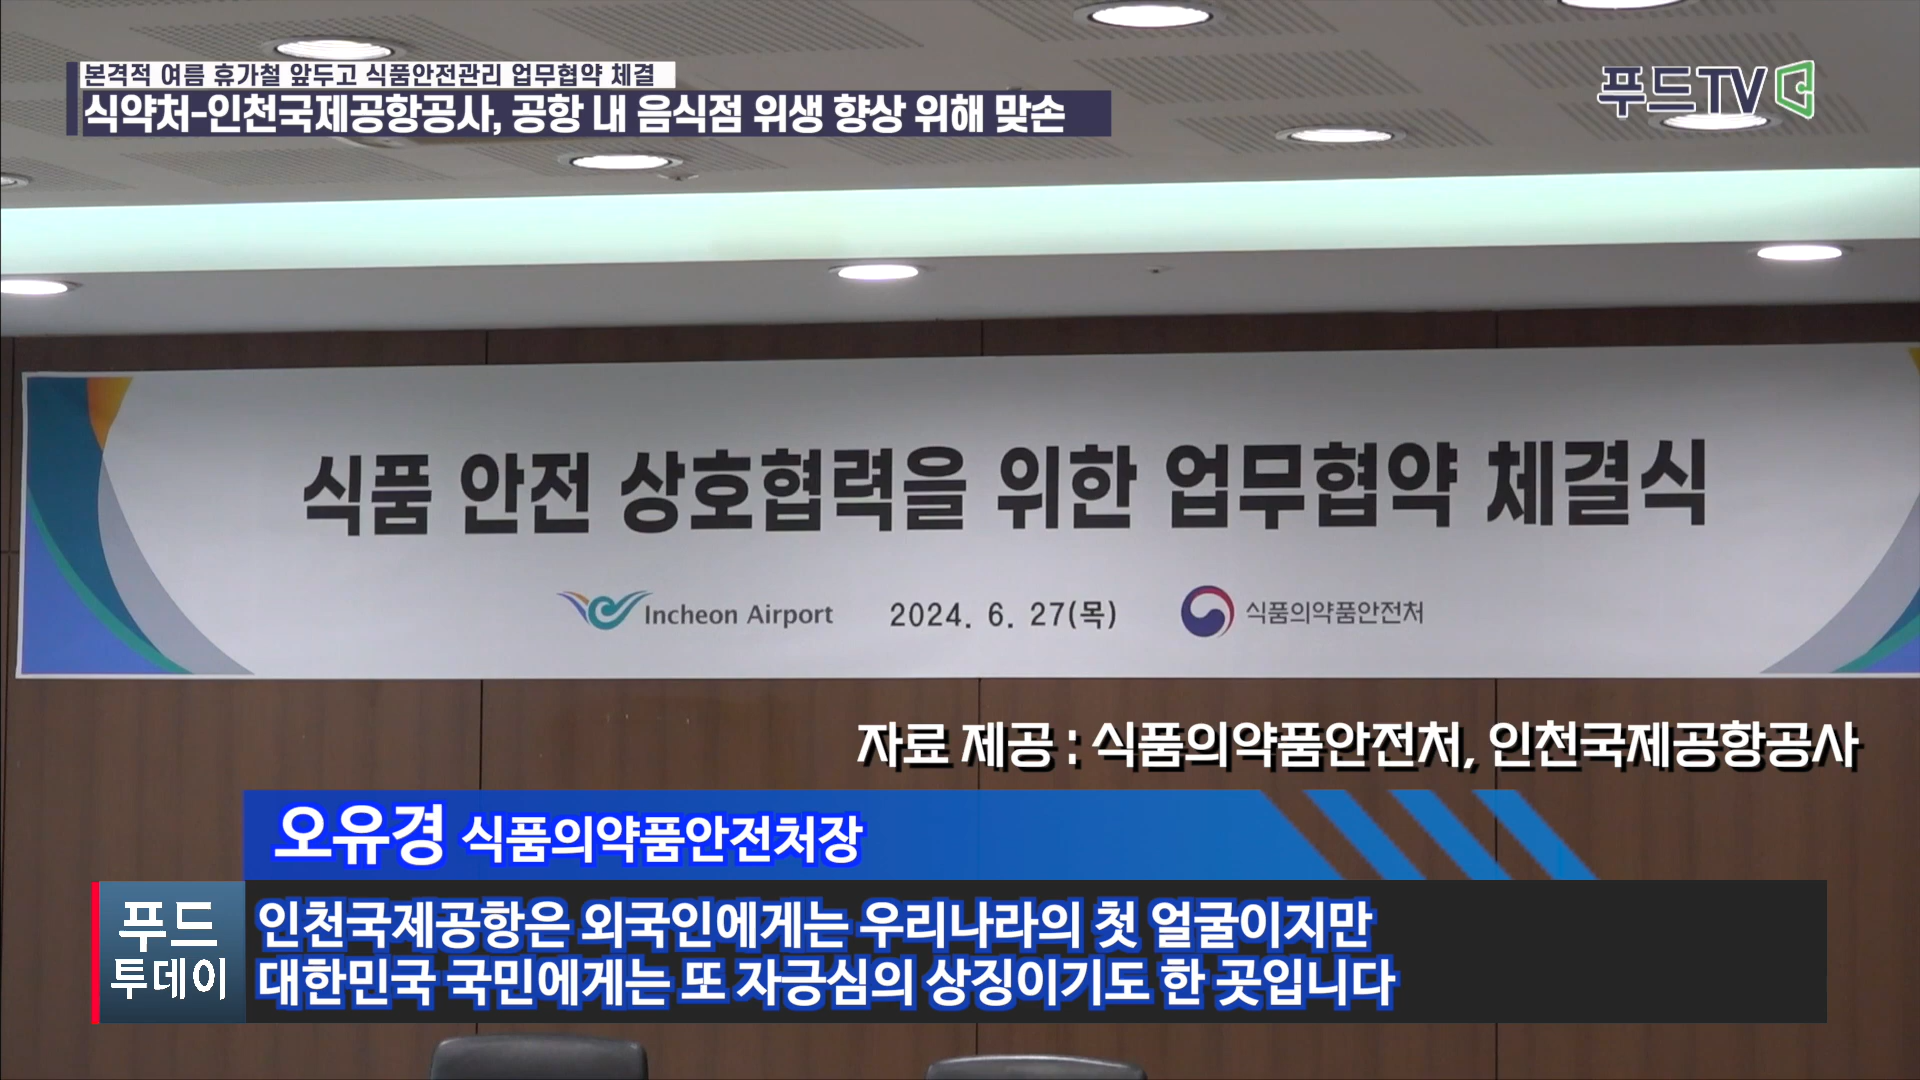 본격적 여름 휴가철 앞두고 식품안전관리 업무협약 체결
식약처-인천국제공항공사, 공항 내 음식점 위생 향상 위해 맞손
푸드TV
식품 안전 상호협력을 위한 업무협약 체결식
Incheon Airport 2024. 6. 27(목) 식품의약품안전처
자료 제공 : 식품의약품안전처, 인천국제공항공사
오유경 식품의약품안전처장
푸드
투데이
인천국제공항은 외국인에게는 우리나라의 첫 얼굴이지만
대한민국 국민에게는 또 자긍심의 상징이기도 한 곳입니다